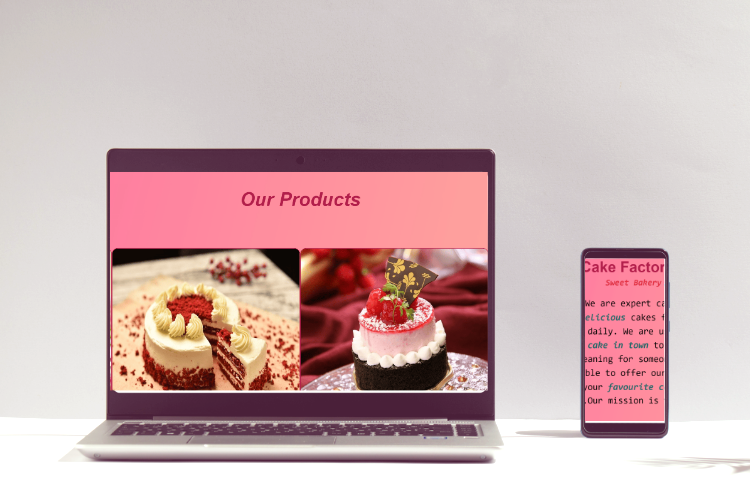 Our Products
Cake Factor
Sweet Bakery
We are expert ca
elicious cakes f
daily. We are u
cake in town to
eaning for someo
ble to offer our
your favourite c
.Our mission is